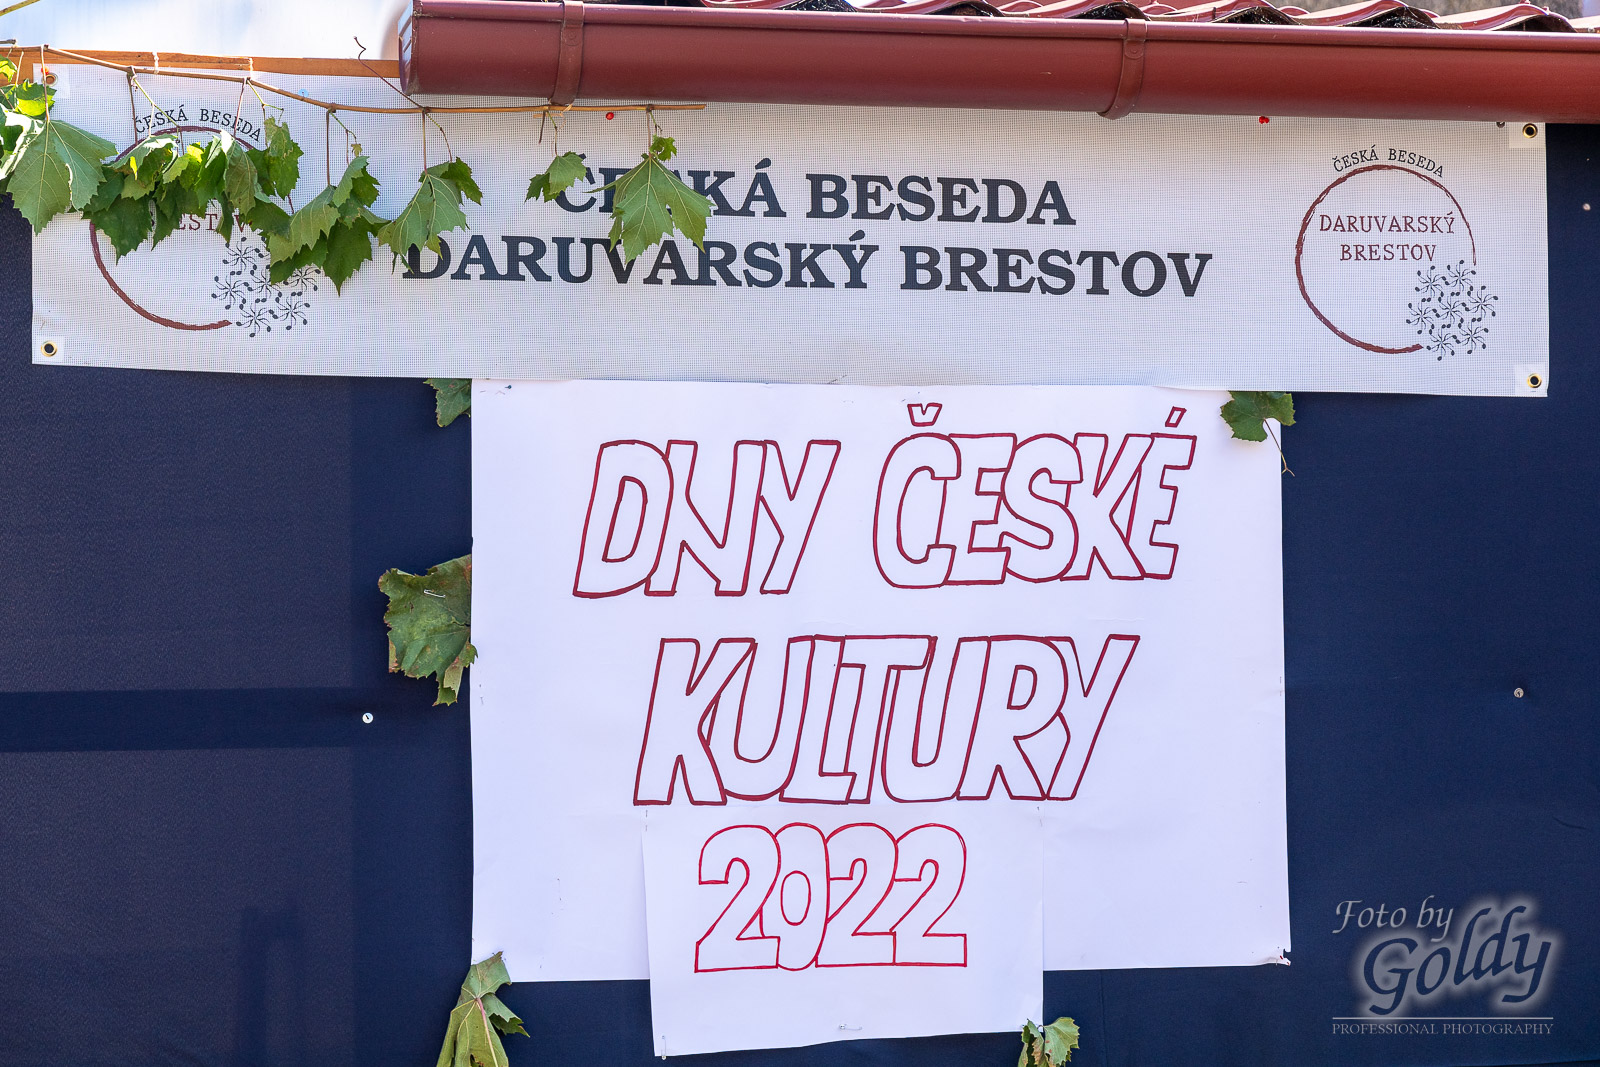 ČESKÁ BESEDA
ČESKÁ BESEDA
DARUVARSKÝ BRESTOV
ČESKÁ BESEDA
DARUVARSKÝ
BRESTOV
DNY ČESKÉ
KULTURY
2022
Foto by
Goldy
PROFESSIONAL PHOTOGRAPHY